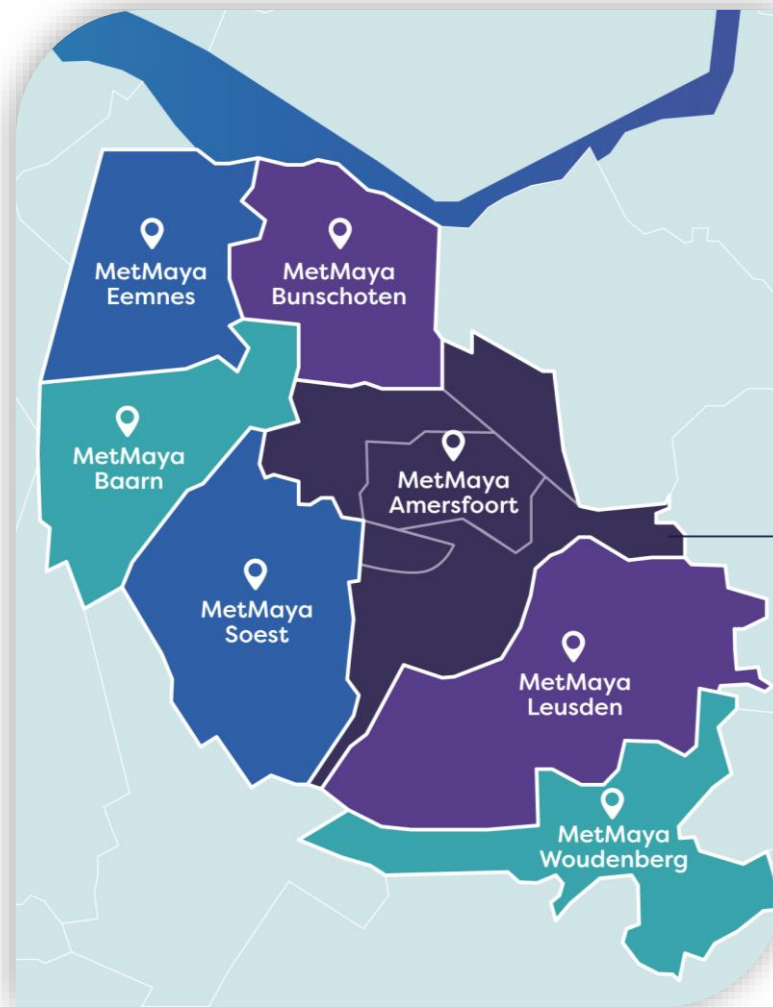 MetMaya
Eemnes
MetMaya
Bunschoten
MetMaya
Baarn
MetMaya
Amersfoort
MetMaya
Soest
MetMaya
Leusden
MetMaya
Woudenberg